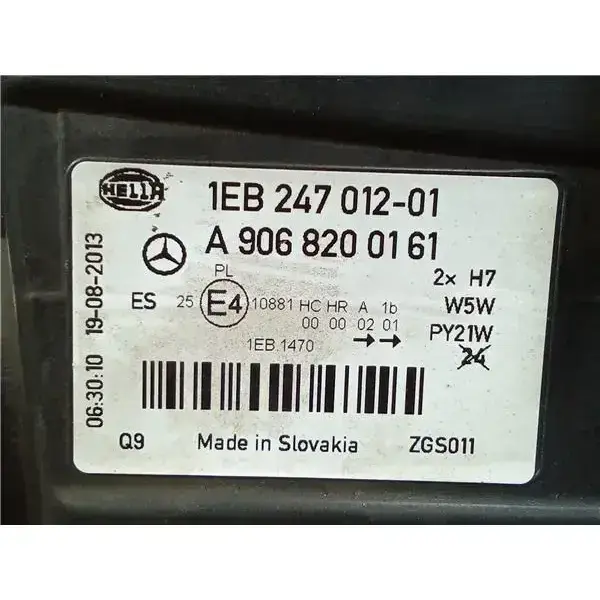 HELLA
1EB 247 012-01
A 906 820 01 61
PL
2x H7
ES 25 E4 10881 HC HR A 1b
W5W
00 00 02 01
PY21W
1EB.1470
24
06:30:10 19-08-2013
Q9 Made in Slovakia ZGS011